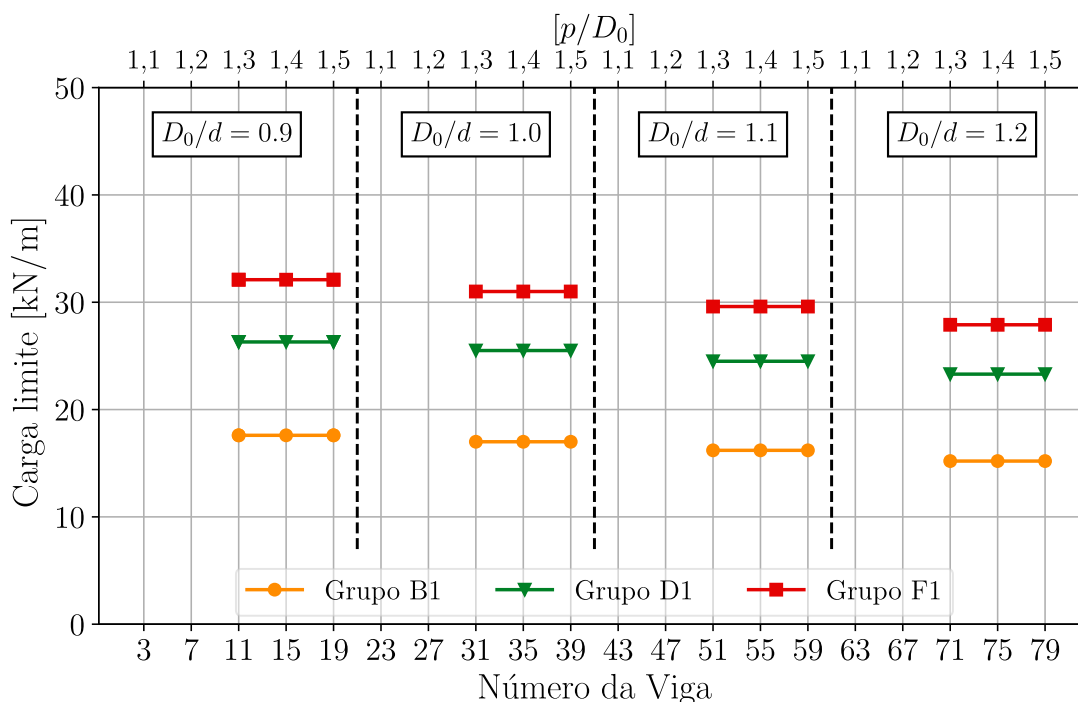 [p/D₀]
1,1 1,2 1,3 1,4 1,5 1,1 1,2 1,3 1,4 1,5 1,1 1,2 1,3 1,4 1,5 1,1 1,2 1,3 1,4 1,5
50
D₀/d = 0.9 D₀/d = 1.0 D₀/d = 1.1 D₀/d = 1.2
40
30
20
10
0
Carga limite [kN/m]
Grupo B1 Grupo D1 Grupo F1
3 7 11 15 19 23 27 31 35 39 43 47 51 55 59 63 67 71 75 79
Número da Viga